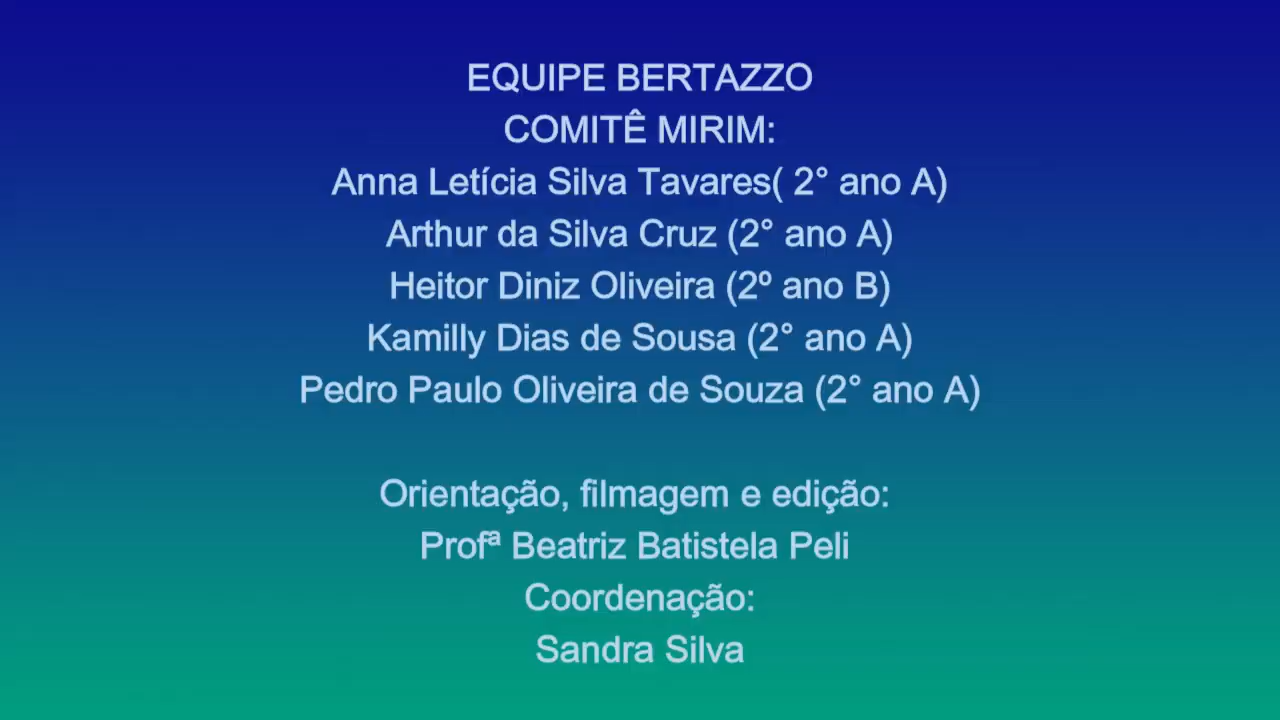 EQUIPE BERTAZZO
COMITÊ MIRIM:
Anna Letícia Silva Tavares( 2° ano A)
Arthur da Silva Cruz (2° ano A)
Heitor Diniz Oliveira (2º ano B)
Kamilly Dias de Sousa (2° ano A)
Pedro Paulo Oliveira de Souza (2° ano A)
Orientação, filmagem e edição:
Profª Beatriz Batistela Peli
Coordenação:
Sandra Silva